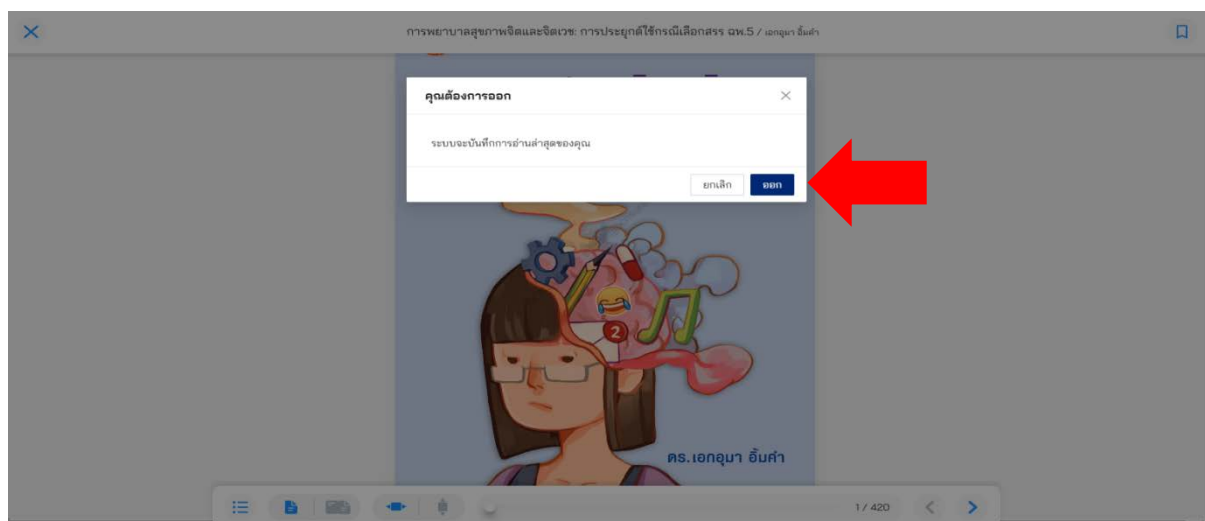 การพยาบาลสุขภาพจิตและจิตเวช: การประยุกต์ใช้กรณีเลือกสรร ฉพ.5 / เอกอุมา อิ้มคำ
คุณต้องการออก
ระบบจะบันทึกการอ่านล่าสุดของคุณ
ยกเลิก ออก
2
ดร.เอกอุมา อิ้มคำ
1 / 420